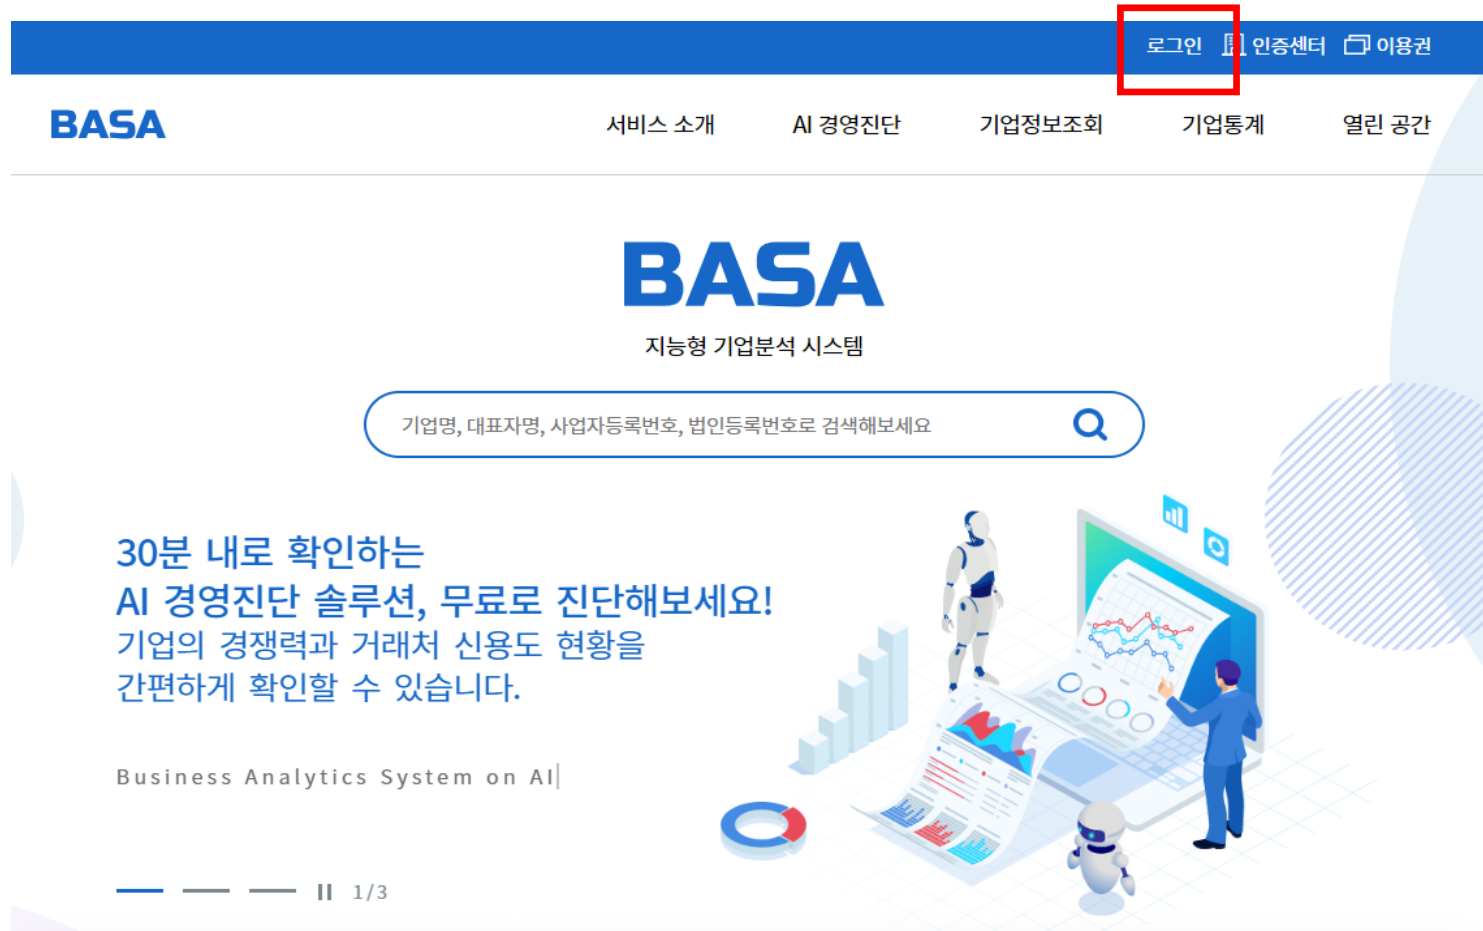 로그인 인증센터 이용권
BASA 서비스 소개 AI 경영진단 기업정보조회 기업통계 열린 공간
BASA
지능형 기업분석 시스템
기업명, 대표자명, 사업자등록번호, 법인등록번호로 검색해보세요
30분 내로 확인하는
AI 경영진단 솔루션, 무료로 진단해보세요!
기업의 경쟁력과 거래처 신용도 현황을
간편하게 확인할 수 있습니다.
Business Analytics System on AI
1/3